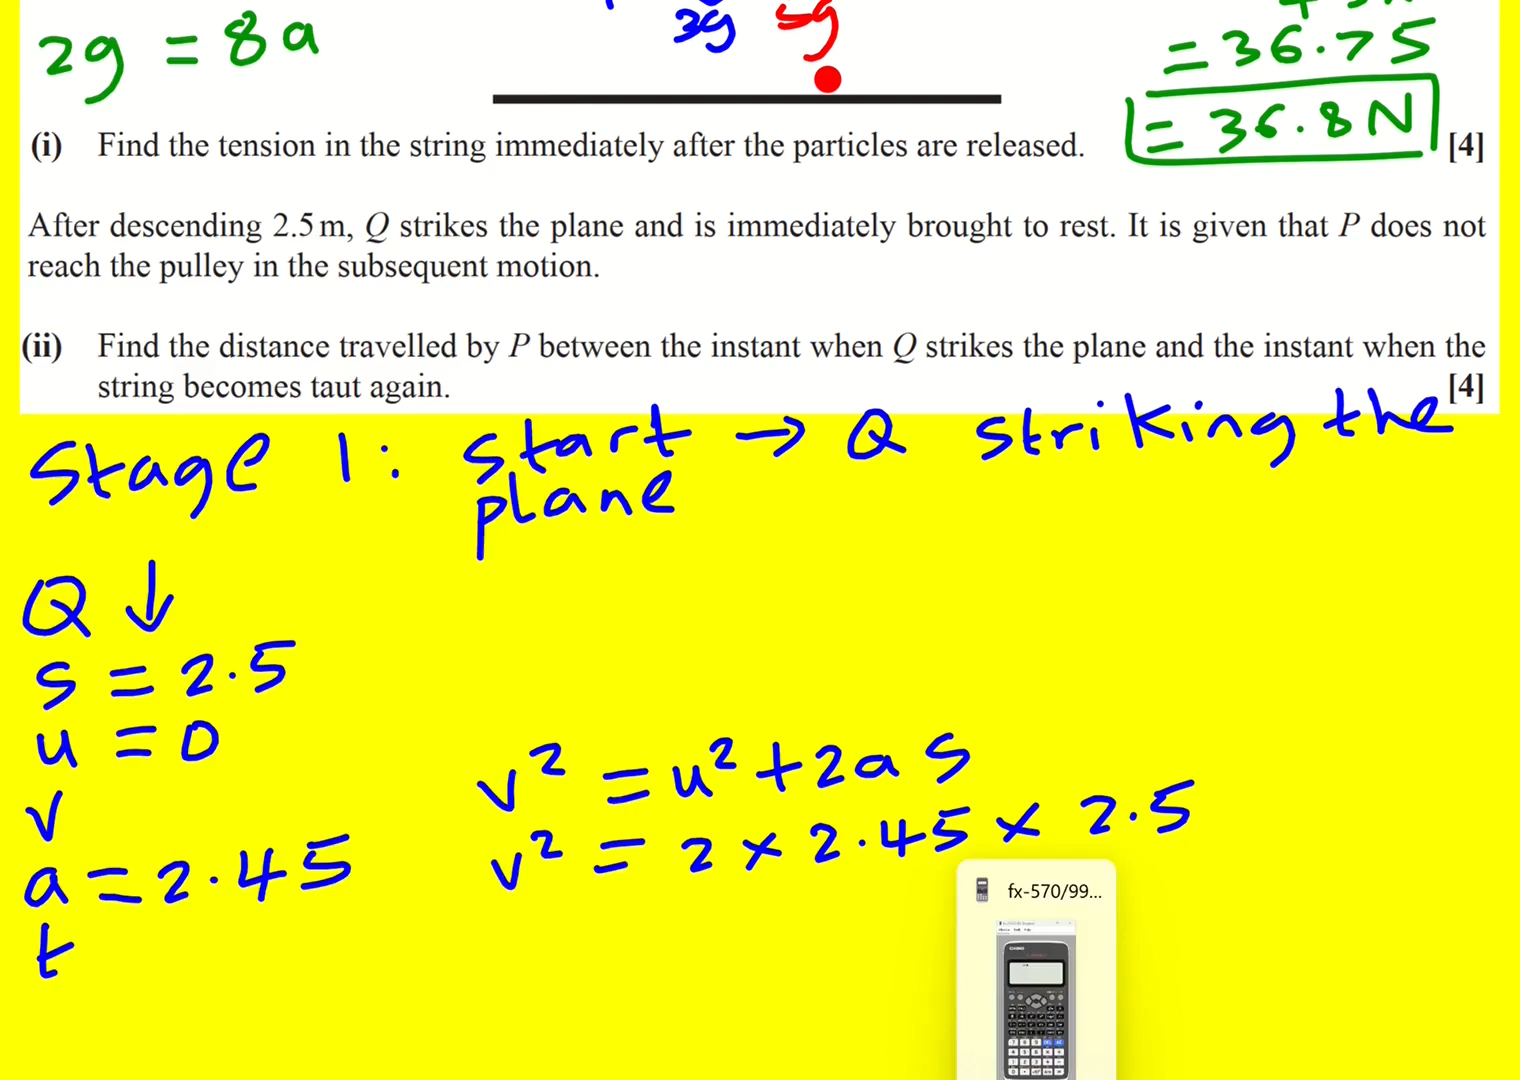 2g = 8a
3g 5g
= 36.75
= 36.8N
(i) Find the tension in the string immediately after the particles are released. [4]
After descending 2.5 m, Q strikes the plane and is immediately brought to rest. It is given that P does not
reach the pulley in the subsequent motion.
(ii) Find the distance travelled by P between the instant when Q strikes the plane and the instant when the
string becomes taut again. [4]
Stage 1: start → Q striking the
plane
Q ↓
s = 2.5
u = 0
v
a = 2.45
t
v² = u² + 2as
v² = 2 × 2.45 × 2.5
fx-570/99...